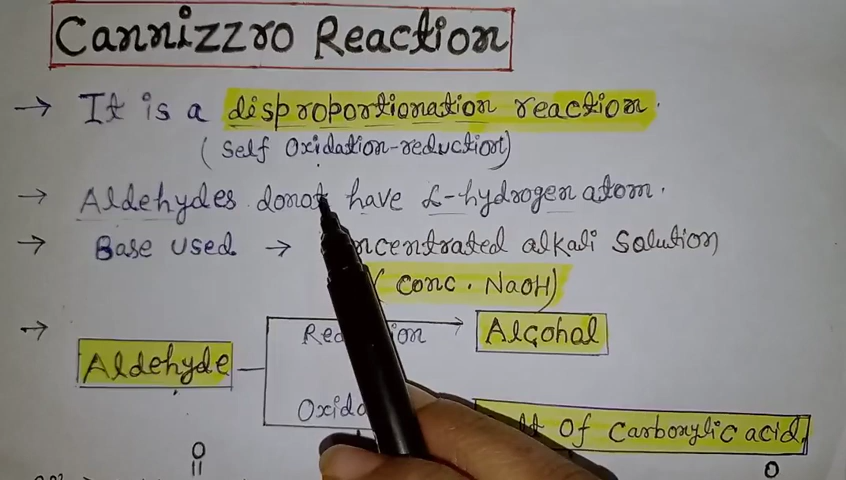 Cannizzro Reaction
→ It is a disproportionation reaction.
(Self Oxidation-reduction)
→ Aldehydes donot have α-hydrogen atom.
→ Base used → ncentrated alkali solution
(conc. NaOH)
→ Aldehyde
Alcohal
Of Carboxylic acid,
O
O